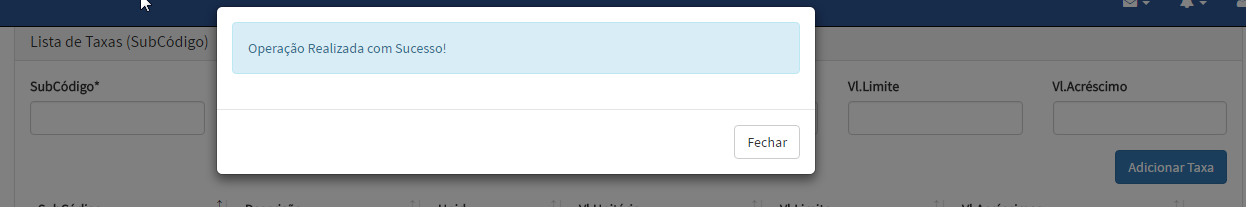 Operação Realizada com Sucesso!
Fechar
Lista de Taxas (SubCódigo)
SubCódigo*
Vl.Limite
Vl.Acréscimo
Adicionar Taxa